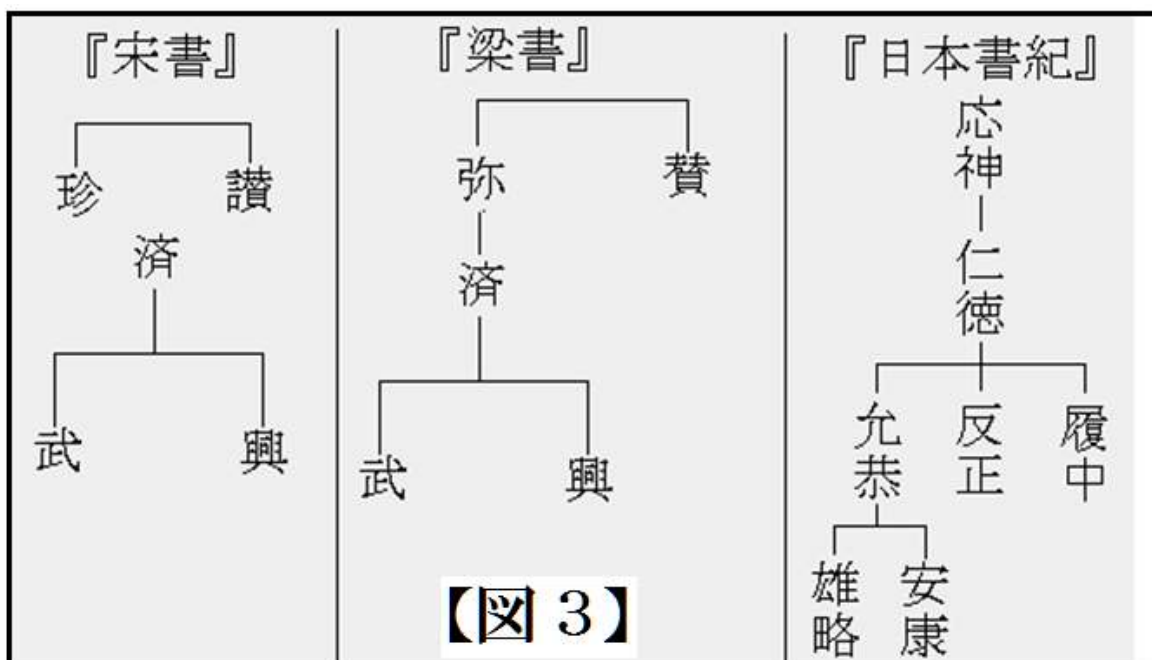 『宋書』
讃
珍
済
興
武
『梁書』
賛
弥
済
興
武
『日本書紀』
応神
仁徳
履中
反正
允恭
安康
雄略
【図３】